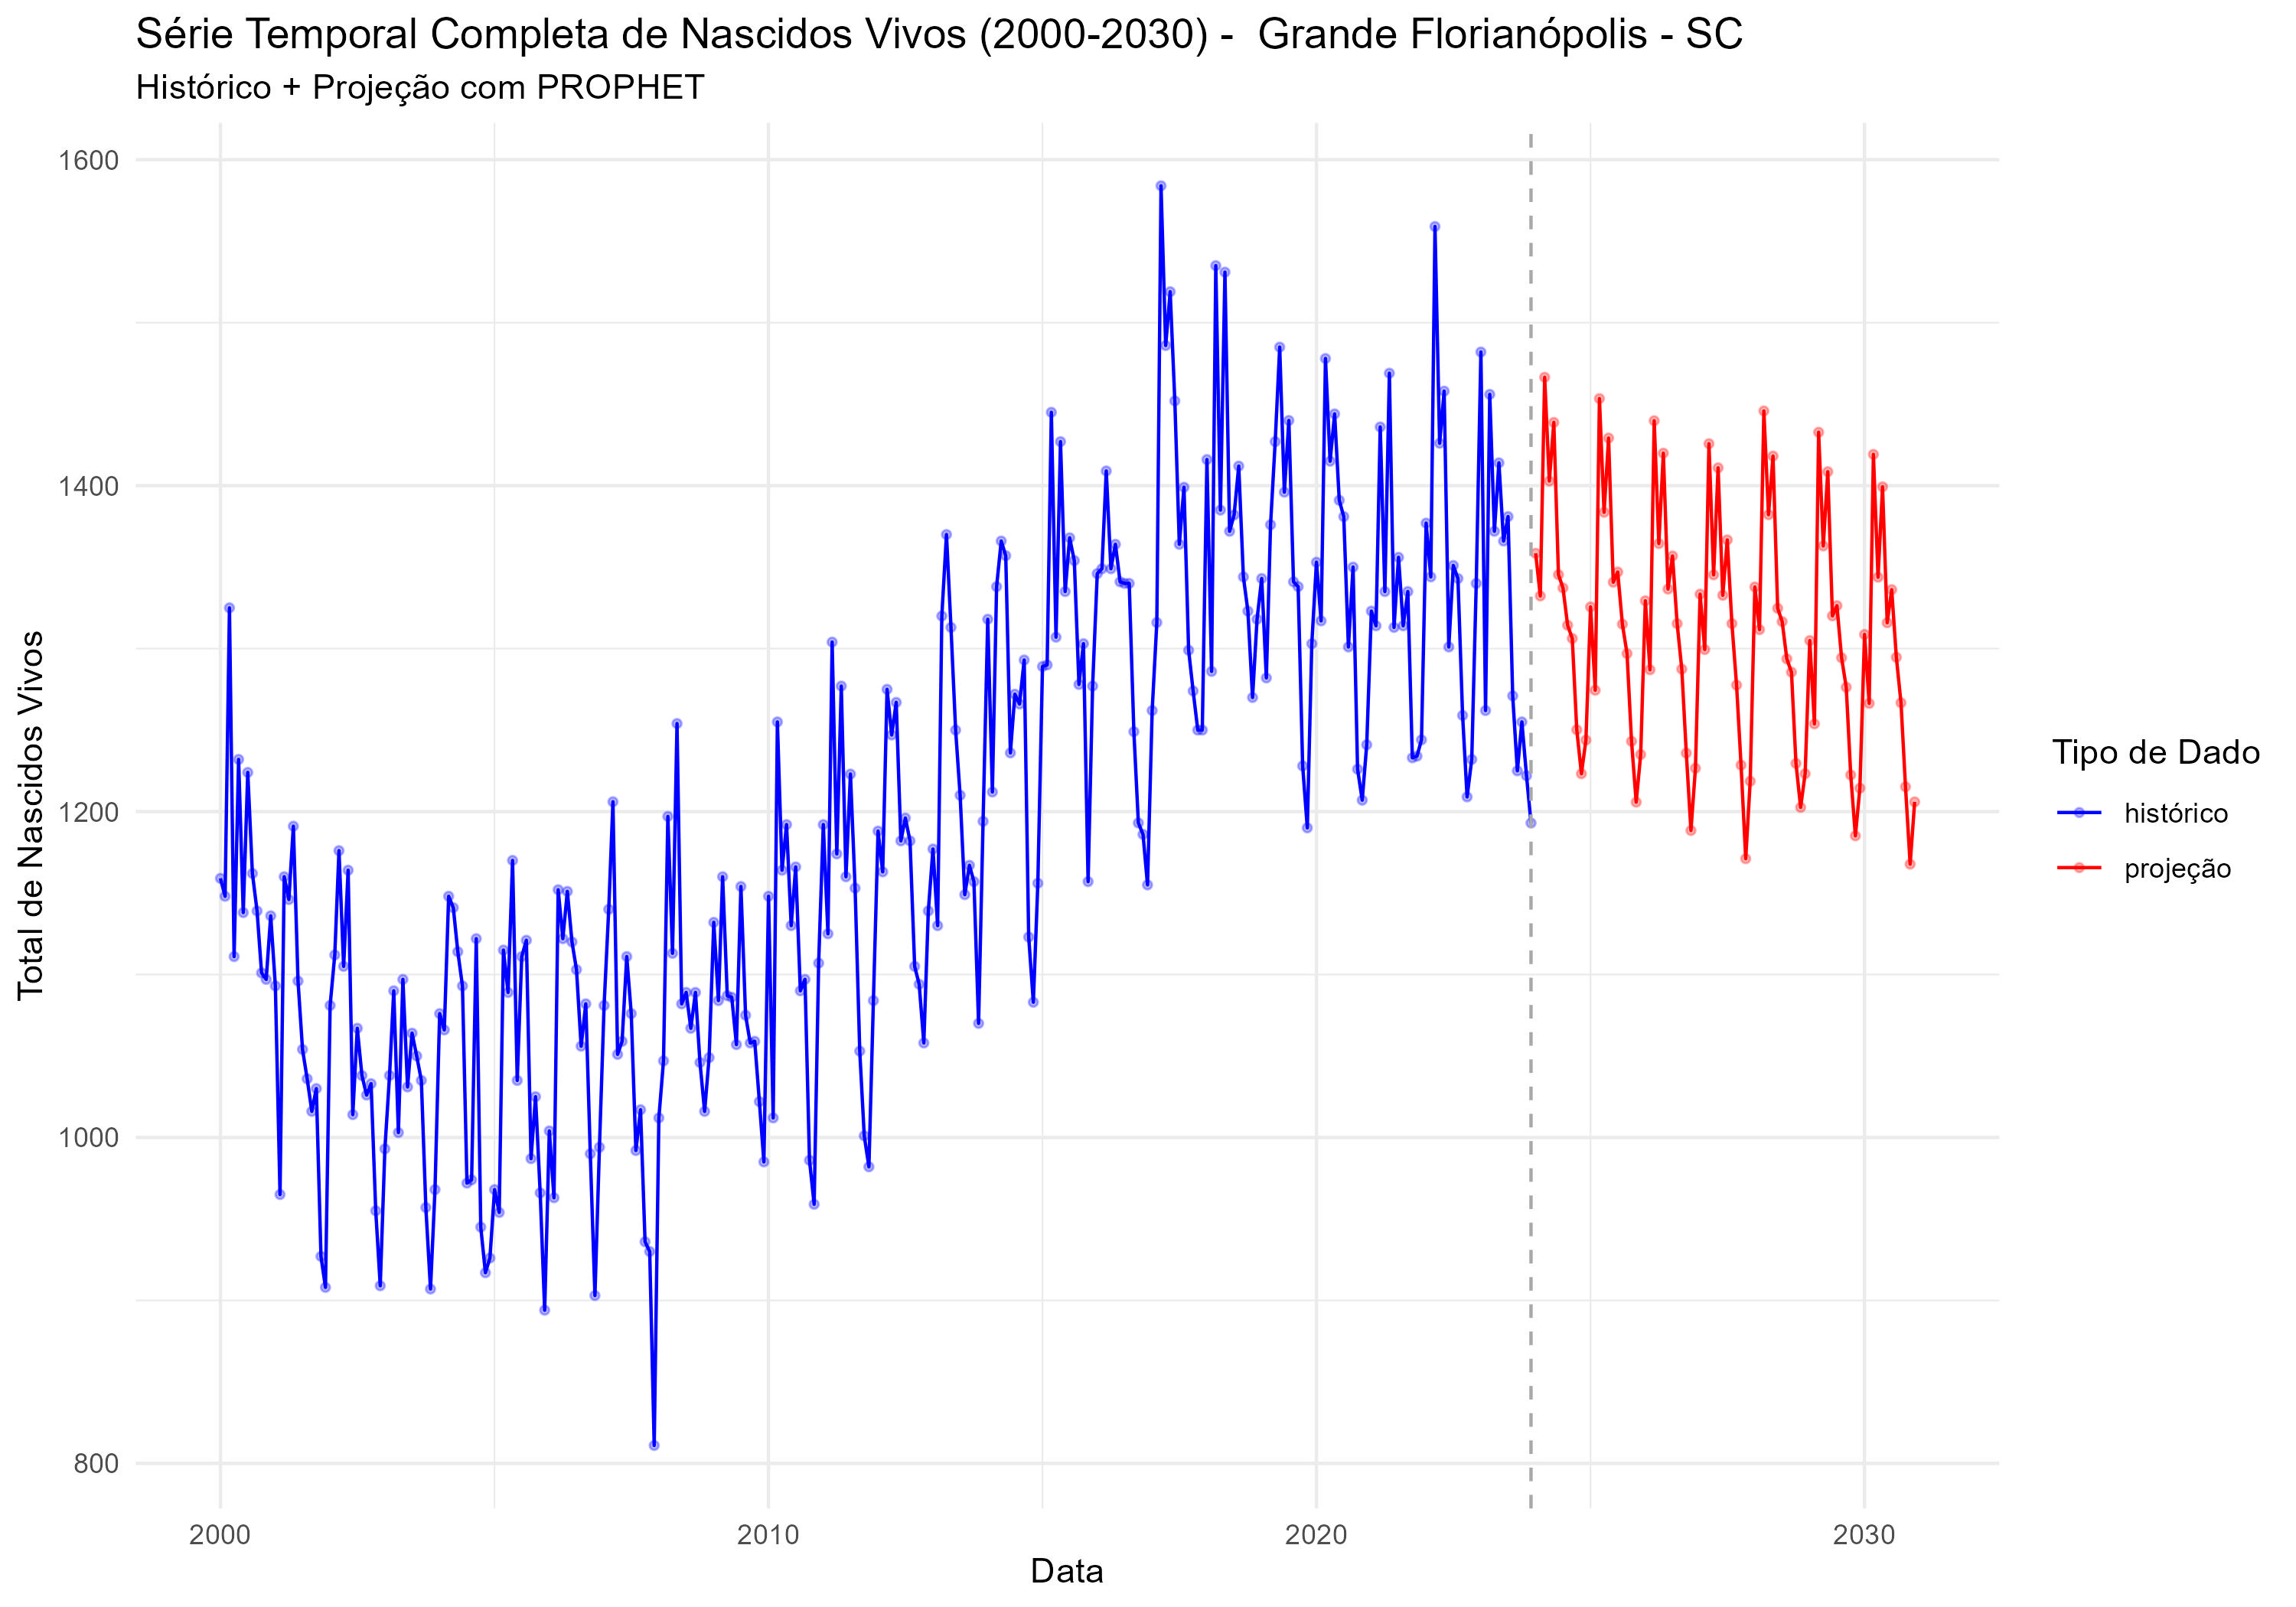 Série Temporal Completa de Nascidos Vivos (2000-2030) -  Grande Florianópolis - SC
Histórico + Projeção com PROPHET
Total de Nascidos Vivos
1600
1400
1200
1000
800
2000
2010
2020
2030
Data
Tipo de Dado
histórico
projeção